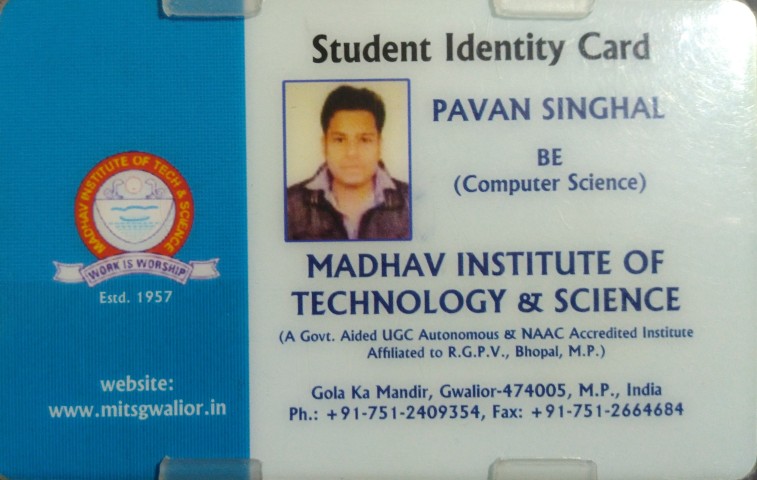 Student Identity Card
PAVAN SINGHAL
BE
(Computer Science)
MADHAV INSTITUTE OF TECH & SCIENCE
WORK IS WORSHIP
Estd. 1957
website:
www.mitsgwalior.in
MADHAV INSTITUTE OF
TECHNOLOGY & SCIENCE
(A Govt. Aided UGC Autonomous & NAAC Accredited Institute
Affiliated to R.G.P.V., Bhopal, M.P.)
Gola Ka Mandir, Gwalior-474005, M.P., India
Ph.: +91-751-2409354, Fax: +91-751-2664684